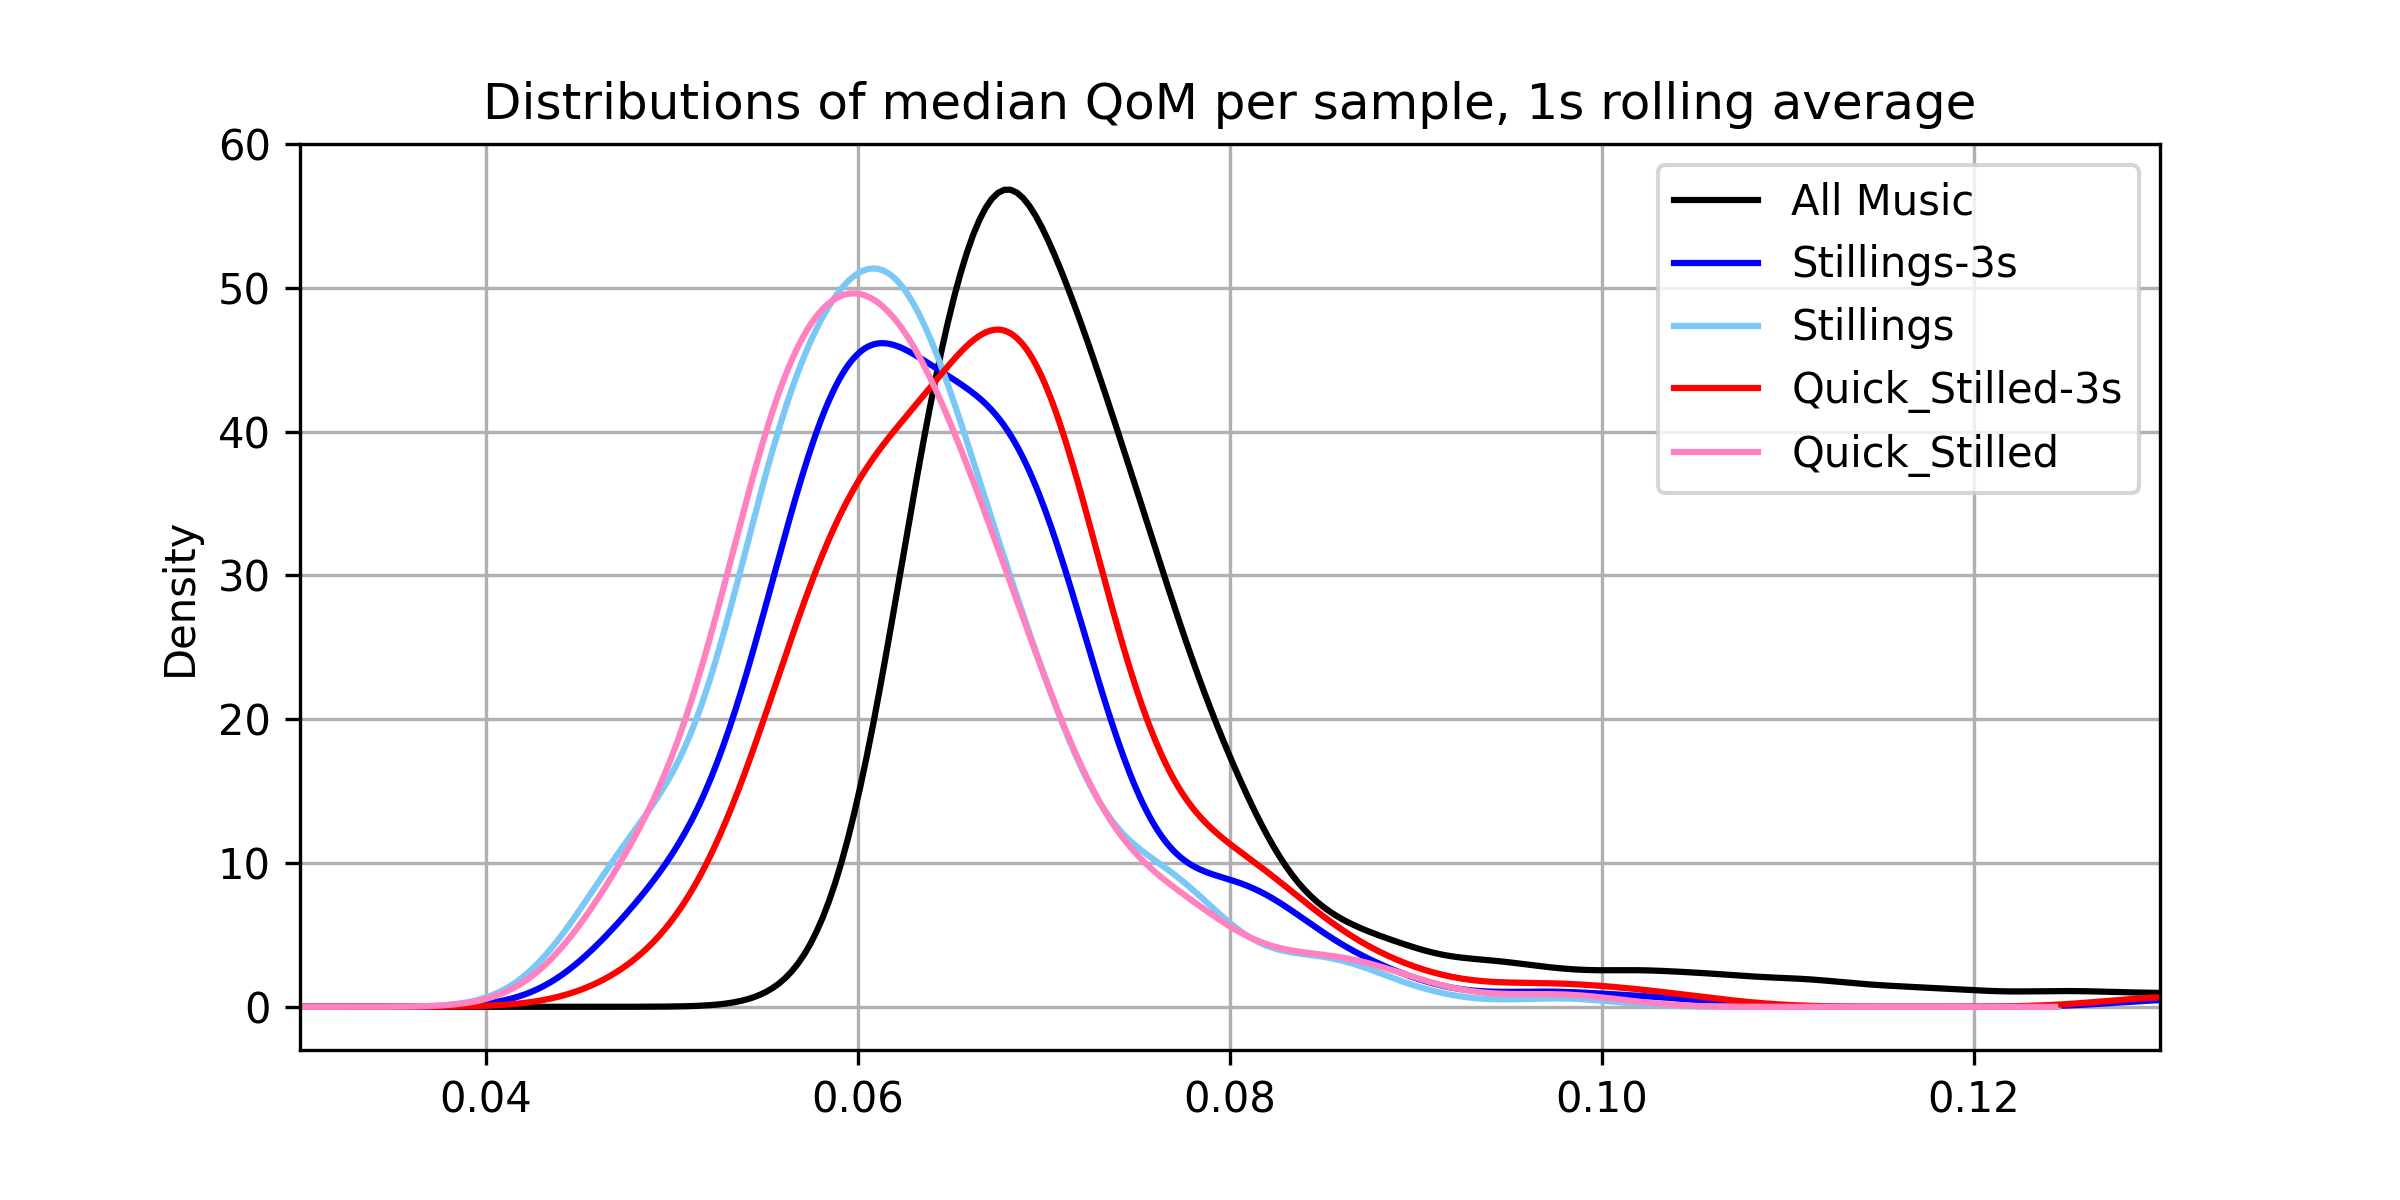 Distributions of median QoM per sample, 1s rolling average
60
50
40
30
20
10
0
Density
All Music
Stillings-3s
Stillings
Quick_Stilled-3s
Quick_Stilled
0.04 0.06 0.08 0.10 0.12